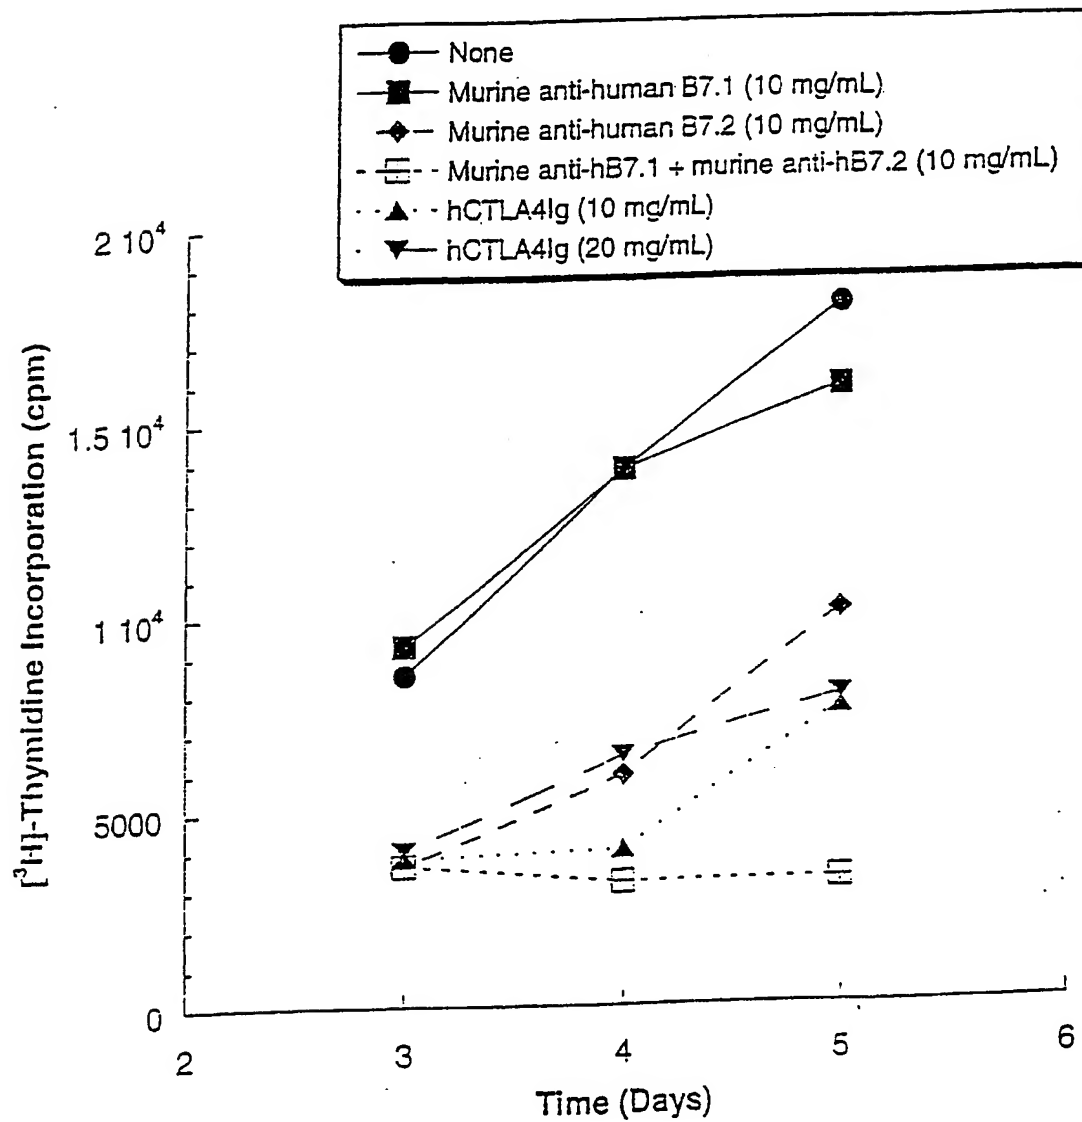 None
Murine anti-human B7.1 (10 mg/mL)
Murine anti-human B7.2 (10 mg/mL)
Murine anti-hB7.1 + murine anti-hB7.2 (10 mg/mL)
hCTLA4Ig (10 mg/mL)
hCTLA4Ig (20 mg/mL)
2 10⁴
1.5 10⁴
1 10⁴
5000
0
[³H]-Thymidine Incorporation (cpm)
2 3 4 5 6
Time (Days)